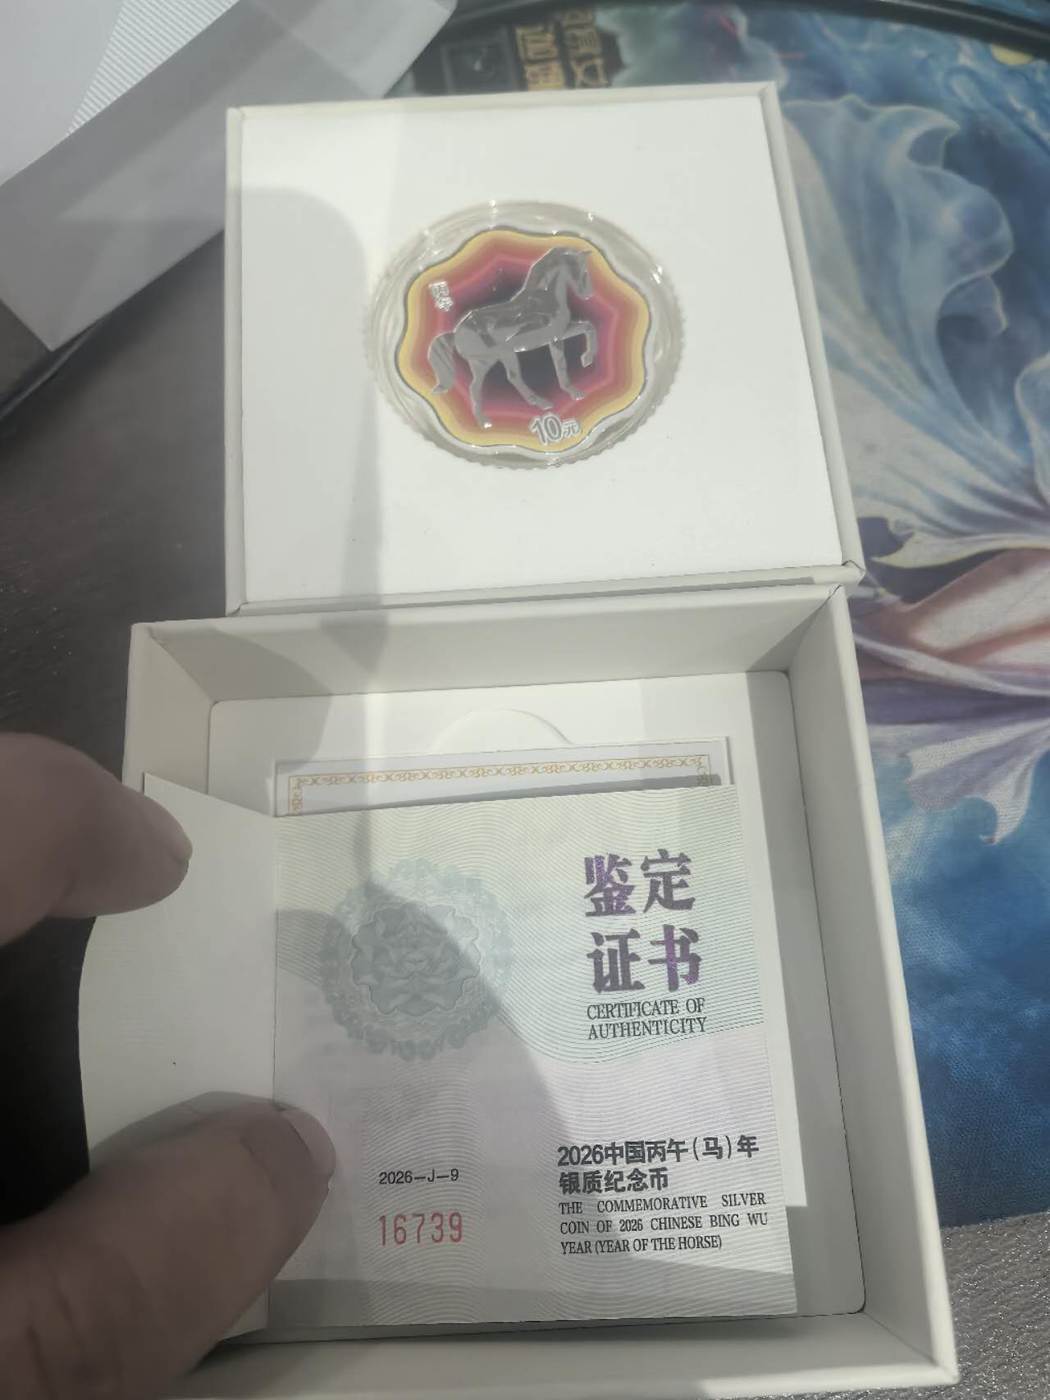 丙午
10元
鉴定
证书
CERTIFICATE OF
AUTHENTICITY
2026中国丙午(马)年
银质纪念币
THE COMMEMORATIVE SILVER
COIN OF 2026 CHINESE BING WU
YEAR (YEAR OF THE HORSE)
2026-J-9
16739